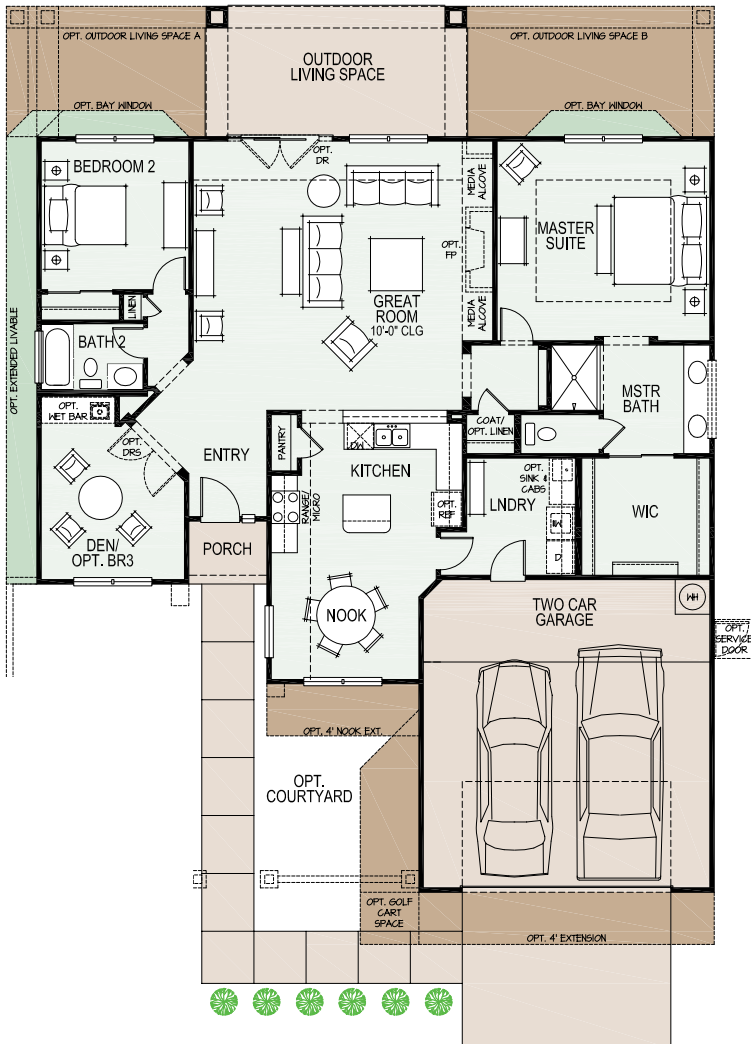 OPT. OUTDOOR LIVING SPACE A
OUTDOOR
LIVING SPACE
OPT. OUTDOOR LIVING SPACE B
OPT. BAY WINDOW
OPT. BAY WINDOW
BEDROOM 2
OPT.
DR
MEDIA
ALCOVE
MASTER
SUITE
OPT.
FP
GREAT
ROOM
10'-0" CLG
MEDIA
ALCOVE
LINEN
BATH 2
OPT. EXTENDED LIVABLE
MSTR
BATH
OPT.
WET BAR
OPT.
DRS
ENTRY
PANTRY
DW
KITCHEN
COAT/
OPT. LINEN
RANGE/
MICRO
OPT.
REF
OPT.
SINK &
CABS
LNDRY
W
D
WIC
DEN/
OPT. BR3
PORCH
NOOK
TWO CAR
GARAGE
WH
OPT.
SERVICE
DOOR
OPT. 4' NOOK EXT.
OPT.
COURTYARD
OPT. GOLF
CART
SPACE
OPT. 4' EXTENSION